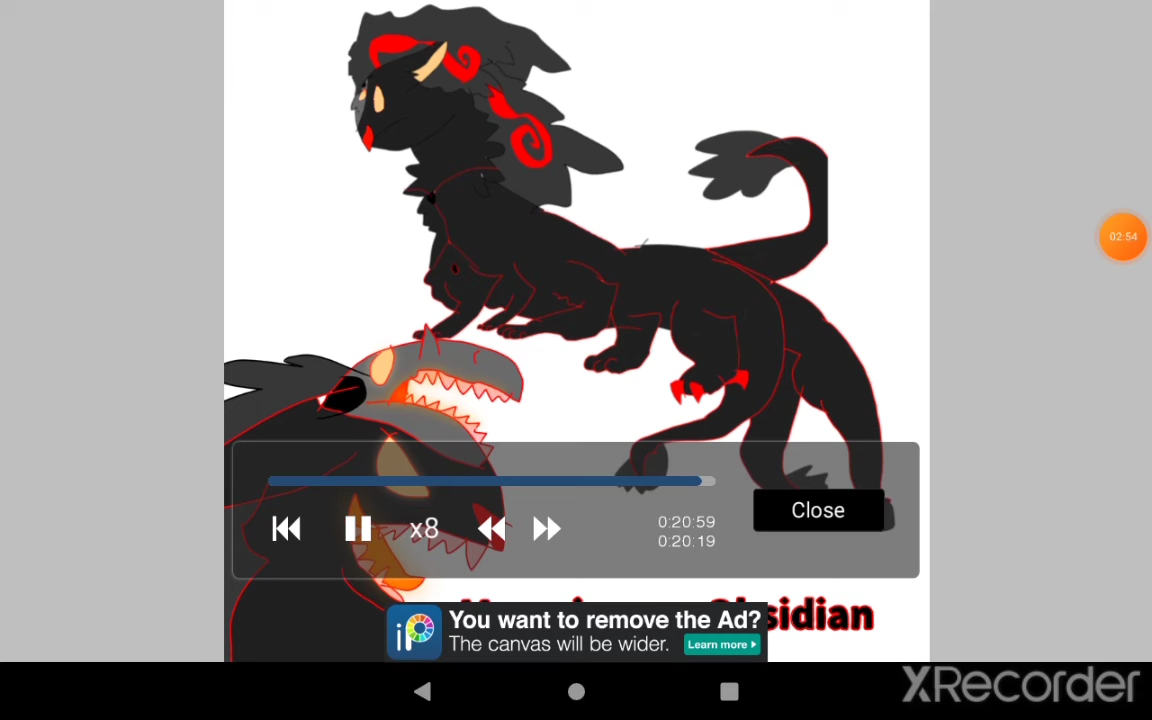 02:54
x8
0:20:59
0:20:19
Close
You want to remove the Ad?
The canvas will be wider.
Learn more
iP
XRecorder